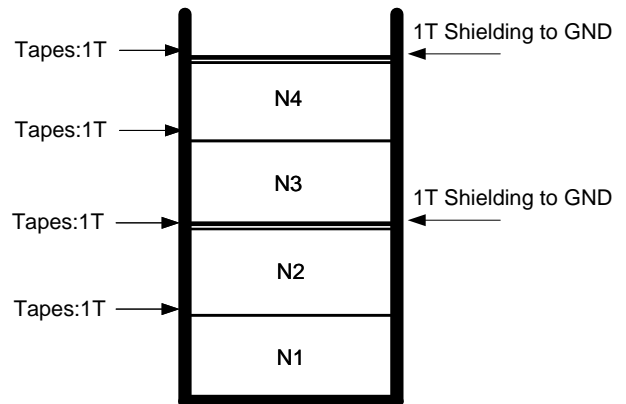 1T Shielding to GND
Tapes:1T
N4
Tapes:1T
N3
1T Shielding to GND
Tapes:1T
N2
Tapes:1T
N1